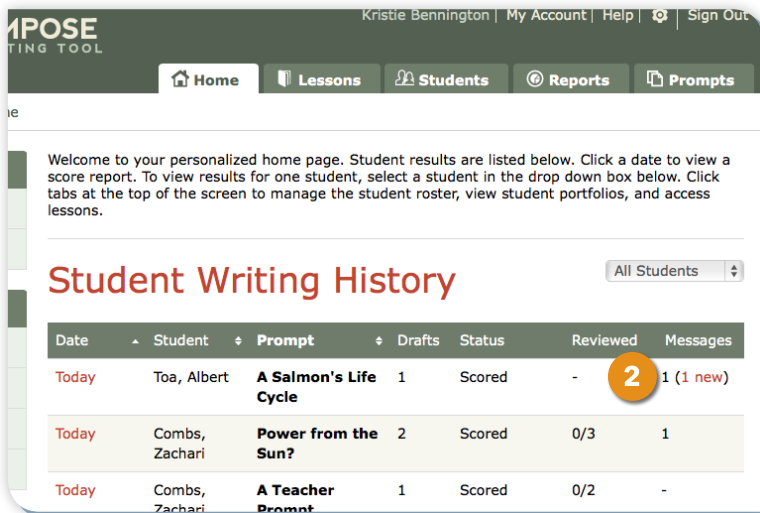 Kristie Bennington | My Account | Help | Sign Out
MPOSE
TING TOOL
Home Lessons Students Reports Prompts
Welcome to your personalized home page. Student results are listed below. Click a date to view a
score report. To view results for one student, select a student in the drop down box below. Click
tabs at the top of the screen to manage the student roster, view student portfolios, and access
lessons.
Student Writing History
All Students
Date Student Prompt Drafts Status Reviewed Messages
Today Toa, Albert A Salmon's Life 1 Scored - 2 1 (1 new)
Cycle
Today Combs, Power from the 2 Scored 0/3 1
Zachari Sun?
Today Combs, A Teacher 1 Scored 0/2 -
Zachari Prompt